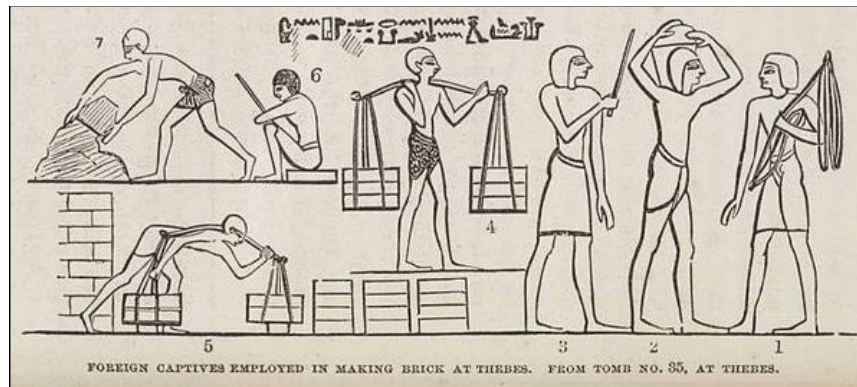 7
6
4
5 3 2 1
FOREIGN CAPTIVES EMPLOYED IN MAKING BRICK AT THEBES. FROM TOMB NO. 35, AT THEBES.